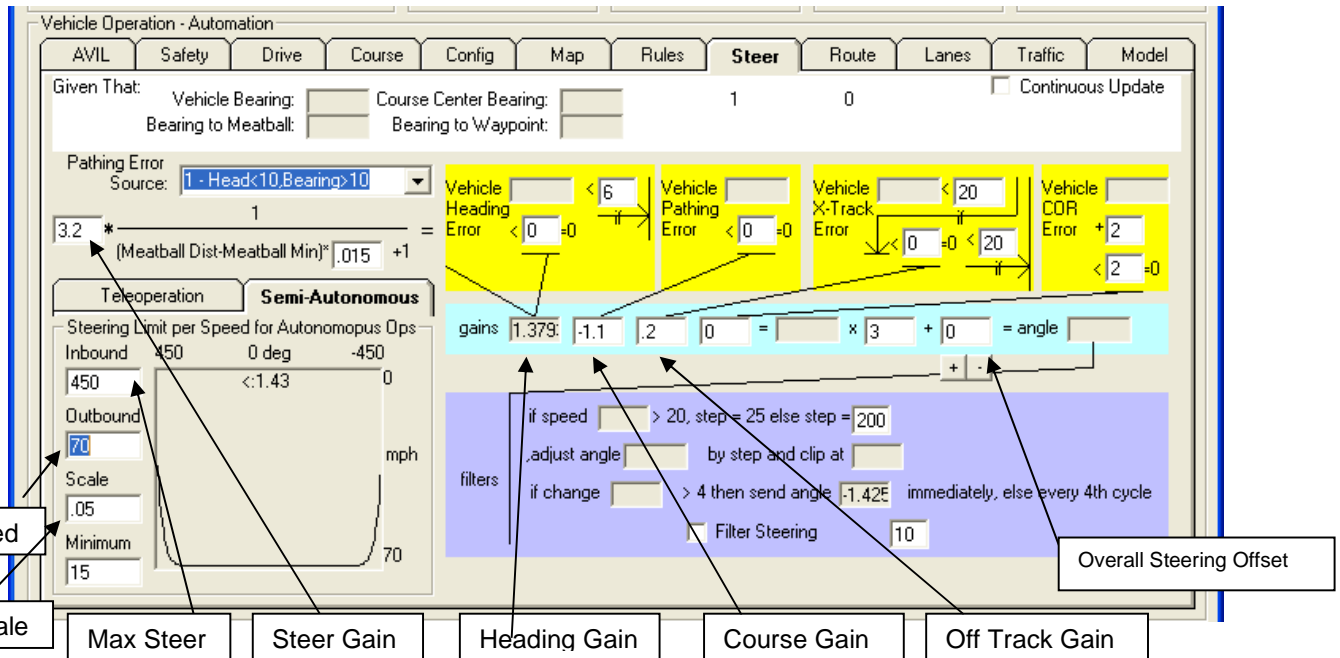 Vehicle Operation - Automation
AVIL Safety Drive Course Config Map Rules Steer Route Lanes Traffic Model
Given That:
Vehicle Bearing: Course Center Bearing: 1 0 Continuous Update
Bearing to Meatball: Bearing to Waypoint:
Pathing Error
Source: 1 - Head<10,Bearing>10
3.2 * 1 =
(Meatball Dist-Meatball Min)* .015 +1
Vehicle < 6
Heading if
Error < 0 =0
Vehicle
Pathing
Error < 0 =0
Vehicle < 20
X-Track if
Error < 0 =0 < 20
if
Vehicle
COR
Error + 2
< 2 =0
Teleoperation Semi-Autonomous
Steering Limit per Speed for Autonomopus Ops
Inbound 450 0 deg -450
450 <:1.43 0
Outbound
70 mph
Scale
.05
Minimum 70
15
gains 1.379 -1.1 .2 0 = x 3 + 0 = angle
+ -
filters
if speed > 20, step = 25 else step = 200
,adjust angle by step and clip at
if change > 4 then send angle -1.425 immediately, else every 4th cycle
Filter Steering 10
Overall Steering Offset
Max Steer Steer Gain Heading Gain Course Gain Off Track Gain